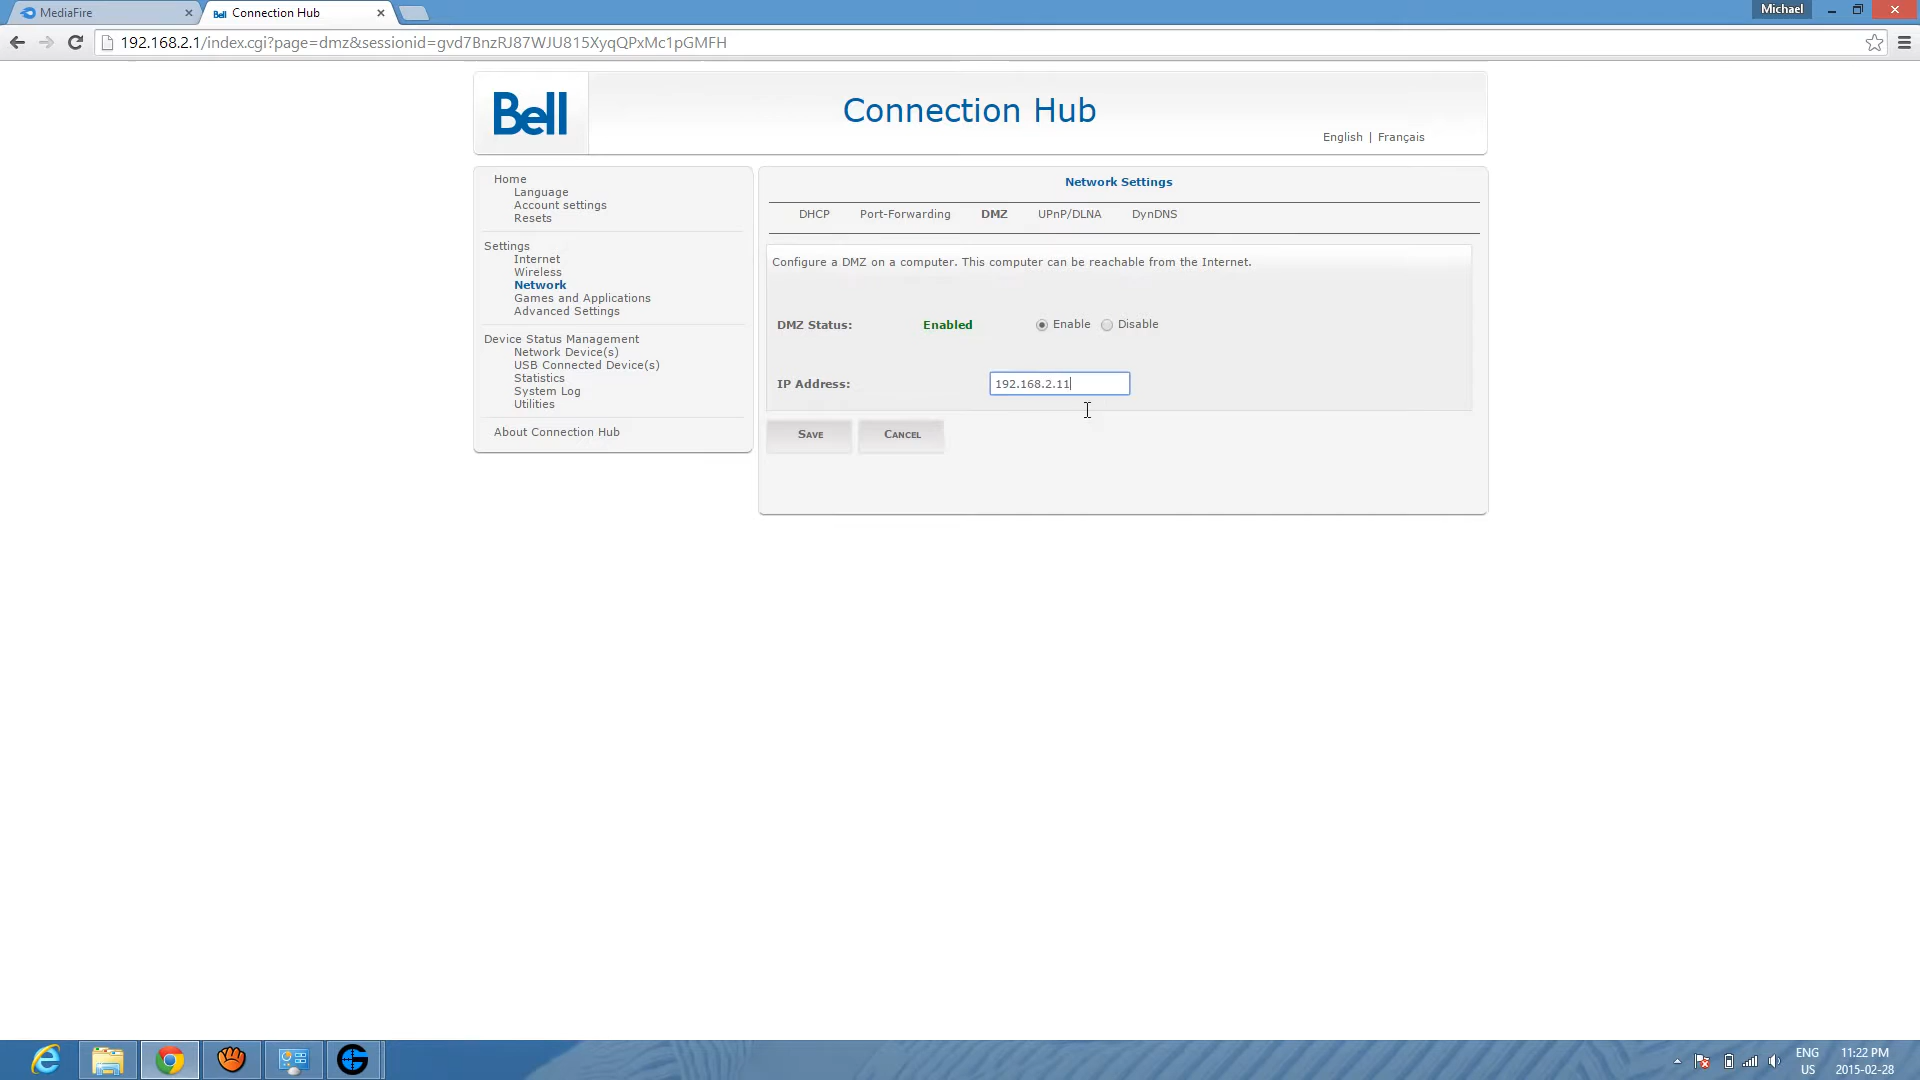 MediaFire
Bell Connection Hub
Michael
192.168.2.1/index.cgi?page=dmz&sessionid=gvd7BnzRJ87WJU815XyqQPxMc1pGMFH
Bell
Connection Hub
English | Français
Home
Language
Account settings
Resets
Settings
Internet
Wireless
Network
Games and Applications
Advanced Settings
Device Status Management
Network Device(s)
USB Connected Device(s)
Statistics
System Log
Utilities
About Connection Hub
Network Settings
DHCP Port-Forwarding DMZ UPnP/DLNA DynDNS
Configure a DMZ on a computer. This computer can be reachable from the Internet.
DMZ Status: Enabled Enable Disable
IP Address: 192.168.2.11
SAVE CANCEL
ENG 11:22 PM
US 2015-02-28